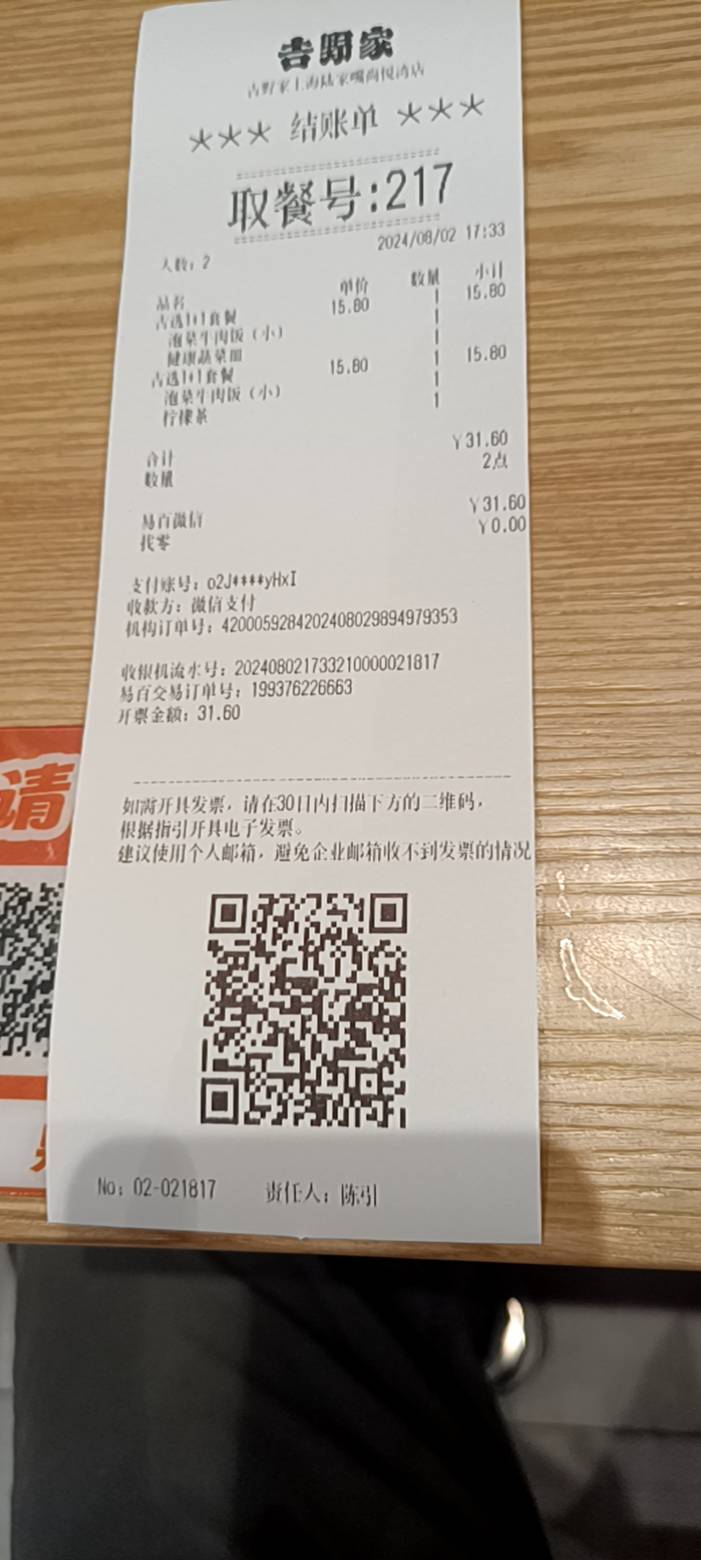 吉野家
吉野家上海陆家嘴尚悦湾店
*** 结账单 ***
取餐号:217
2024/08/02 17:33
人数: 2
品名 单价 数量 小计
吉选1+1套餐 15.80 1 15.80
泡菜牛肉饭（小） 1
健康蔬菜面 1
吉选1+1套餐 15.80 1 15.80
泡菜牛肉饭（小） 1
柠檬茶 1
合计 ¥31.60
数量 2点
易百微信 ¥31.60
找零 ¥0.00
支付账号: o2J****yHxI
收款方: 微信支付
机构订单号: 4200059284202408029894979353
收银机流水号: 202408021733210000021817
易百交易订单号: 199376226663
开票金额: 31.60
如需开具发票，请在30日内扫描下方的二维码，
根据指引开具电子发票。
建议使用个人邮箱，避免企业邮箱收不到发票的情况
No: 02-021817 责任人: 陈引
请